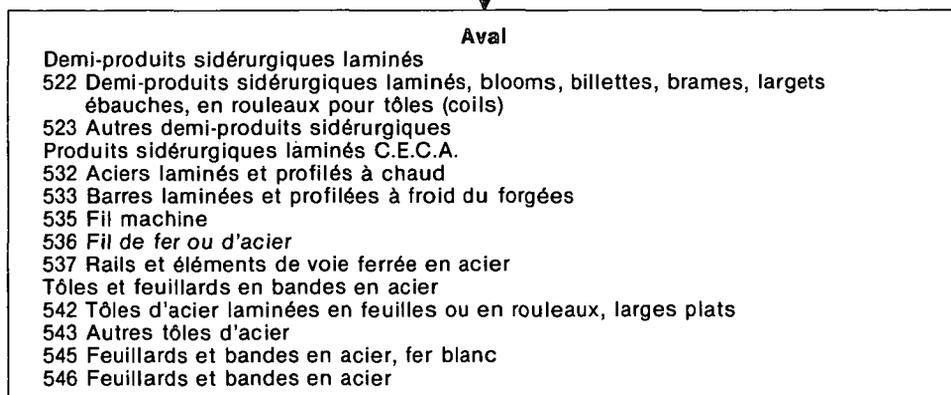 Aval
Demi-produits sidérurgiques laminés
522 Demi-produits sidérurgiques laminés, blooms, billettes, brames, largets
ébauches, en rouleaux pour tôles (coils)
523 Autres demi-produits sidérurgiques
Produits sidérurgiques laminés C.E.C.A.
532 Aciers laminés et profilés à chaud
533 Barres laminées et profilées à froid du forgées
535 Fil machine
536 Fil de fer ou d'acier
537 Rails et éléments de voie ferrée en acier
Tôles et feuillards en bandes en acier
542 Tôles d'acier laminées en feuilles ou en rouleaux, larges plats
543 Autres tôles d'acier
545 Feuillards et bandes en acier, fer blanc
546 Feuillards et bandes en acier